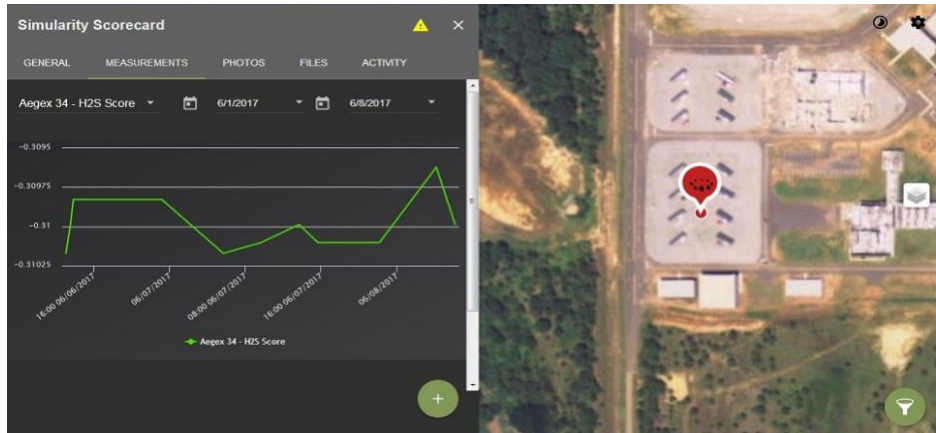 Simularity Scorecard
GENERAL MEASUREMENTS PHOTOS FILES ACTIVITY
Aegex 34 - H2S Score 6/1/2017 6/8/2017
-0.3095
-0.30975
-0.31
-0.31025
16:00 06/06/2017 06/07/2017 08:00 06/07/2017 16:00 06/07/2017 06/08/2017
Aegex 34 - H2S Score